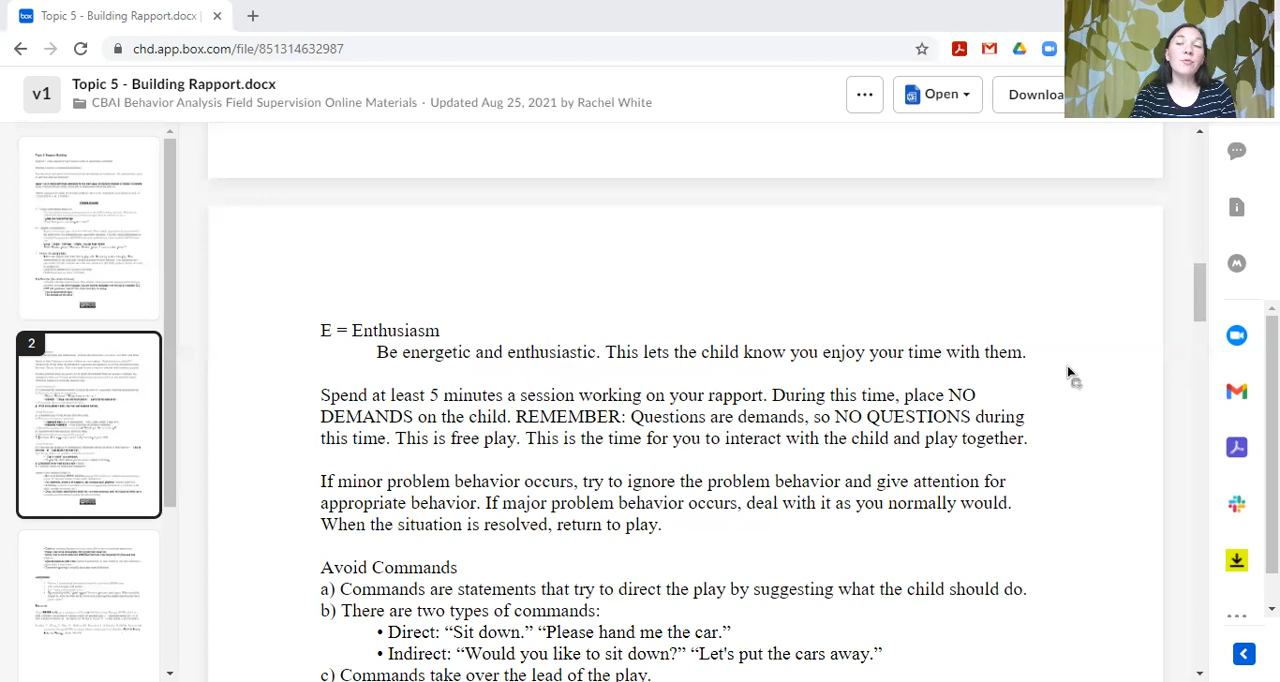 Topic 5 - Building Rapport.docx
chd.app.box.com/file/851314632987
v1
Topic 5 - Building Rapport.docx
CBAI Behavior Analysis Field Supervision Online Materials · Updated Aug 25, 2021 by Rachel White
Open
Downloa
2
E = Enthusiasm
Be energetic and enthusiastic. This lets the child know you enjoy your time with them.
Spend at least 5 minutes a session working on your rapport. During this time, place NO
DEMANDS on the child. REMEMBER: Questions are demands so NO QUESTIONS during
this time. This is free play. This is the time for you to interact with the child and play together.
If minor problem behavior occurs, try to ignore the problem behavior and give attention for
appropriate behavior. If major problem behavior occurs, deal with it as you normally would.
When the situation is resolved, return to play.
Avoid Commands
a) Commands are statements that try to direct the play by suggesting what the child should do.
b) There are two types of commands:
• Direct: “Sit down.” “Please hand me the car.”
• Indirect: “Would you like to sit down?” “Let's put the cars away.”
c) Commands take over the lead of the play.